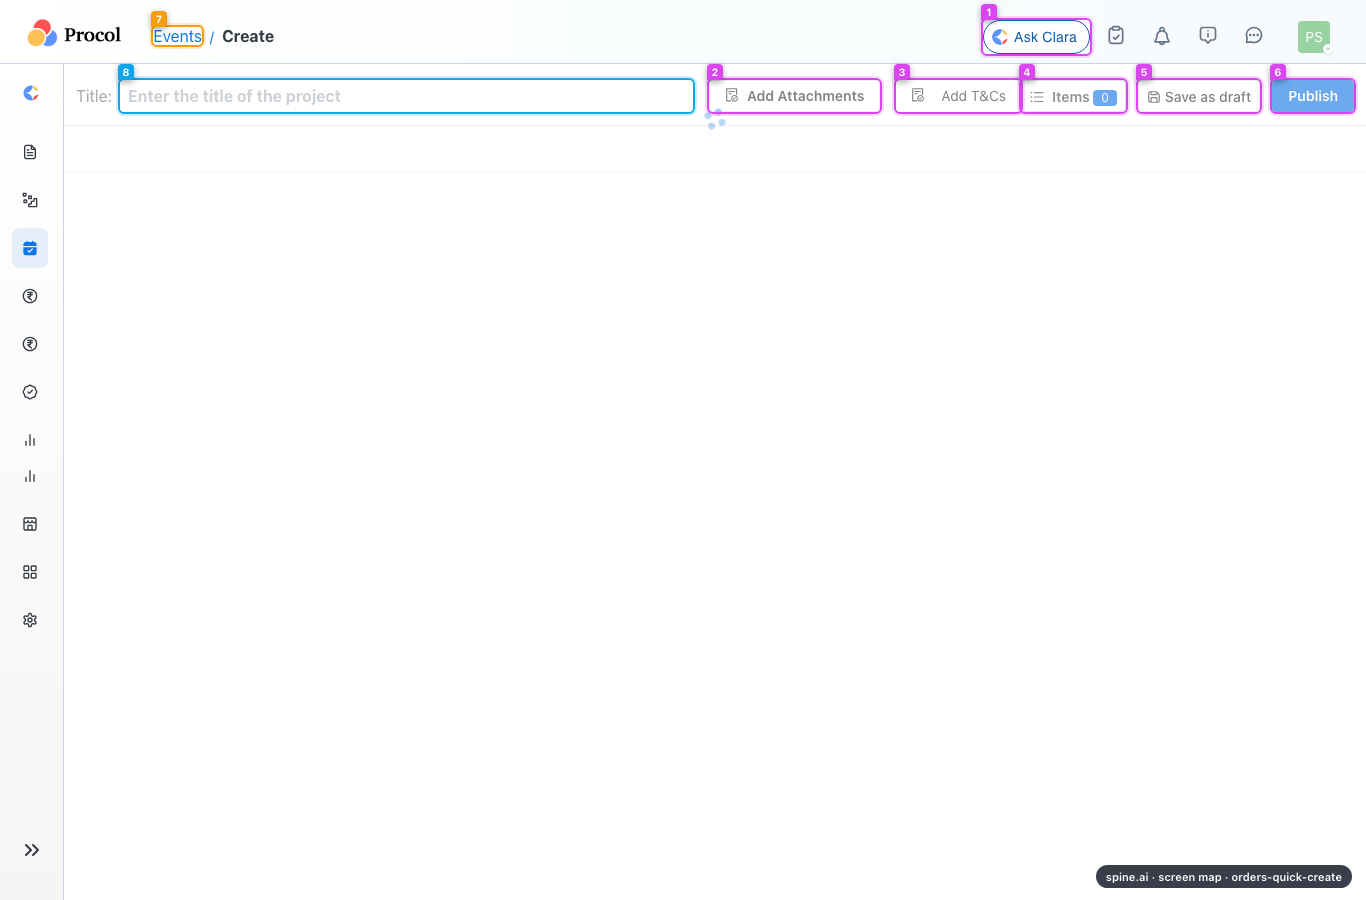 Procol
7
Events / Create
1
Ask Clara
PS
8
Title: Enter the title of the project
2
Add Attachments
3
Add T&Cs
4
Items 0
5
Save as draft
6
Publish
spine.ai · screen map · orders-quick-create